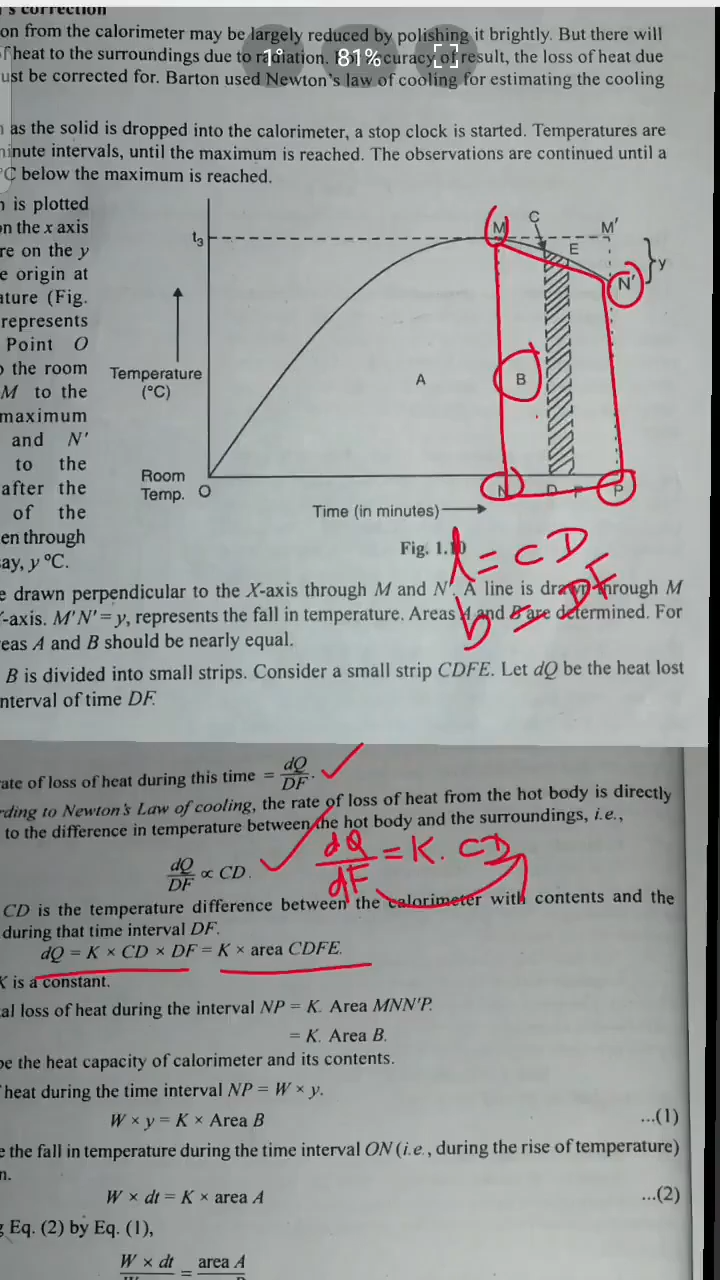 's correction
on from the calorimeter may be largely reduced by polishing it brightly. But there will
f heat to the surroundings due to radiation. For accuracy of result, the loss of heat due
1° 81%
ust be corrected for. Barton used Newton's law of cooling for estimating the cooling
as the solid is dropped into the calorimeter, a stop clock is started. Temperatures are
minute intervals, until the maximum is reached. The observations are continued until a
°C below the maximum is reached.
n is plotted
on the x axis
re on the y
e origin at
ature (Fig.
represents
Point O
o the room
M to the
maximum
and N'
to the
after the
of the
en through
say, y °C.
t3
M
C
M'
E
y
N'
Temperature
(°C)
A
B
Room
Temp.
O
N
D
F
P
Time (in minutes)
Fig. 1.10
l = CD
b = DF
e drawn perpendicular to the X-axis through M and N'. A line is drawn through M
-axis. M'N' = y, represents the fall in temperature. Areas A and B are determined. For
eas A and B should be nearly equal.
B is divided into small strips. Consider a small strip CDFE. Let dQ be the heat lost
nterval of time DF.
ate of loss of heat during this time = dQ/DF.
rding to Newton's Law of cooling, the rate of loss of heat from the hot body is directly
to the difference in temperature between the hot body and the surroundings, i.e.,
dQ/DF ∝ CD.
dQ/dF = K. CD
CD is the temperature difference between the calorimeter with contents and the
during that time interval DF.
dQ = K × CD × DF = K × area CDFE.
K is a constant.
al loss of heat during the interval NP = K. Area MNN'P.
= K. Area B.
be the heat capacity of calorimeter and its contents.
f heat during the time interval NP = W × y.
W × y = K × Area B ...(1)
e the fall in temperature during the time interval ON (i.e., during the rise of temperature)
n.
W × dt = K × area A ...(2)
g Eq. (2) by Eq. (1),
W × dt = area A